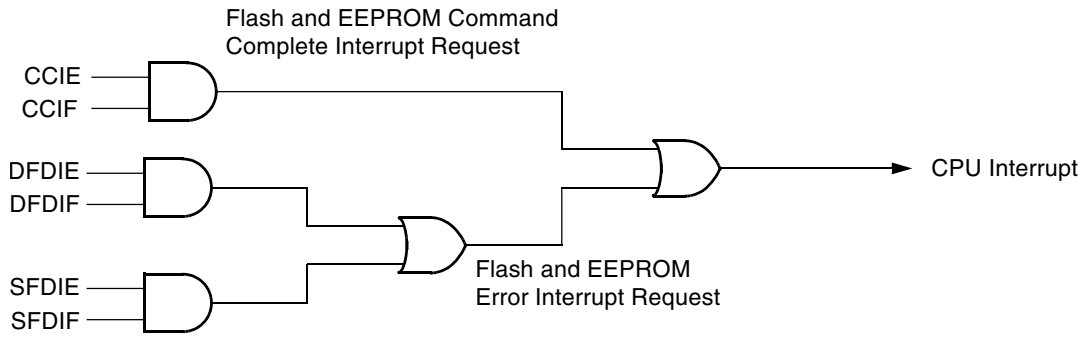 Flash and EEPROM Command
Complete Interrupt Request
CCIE
CCIF
DFDIE
DFDIF
CPU Interrupt
SFDIE
SFDIF
Flash and EEPROM
Error Interrupt Request